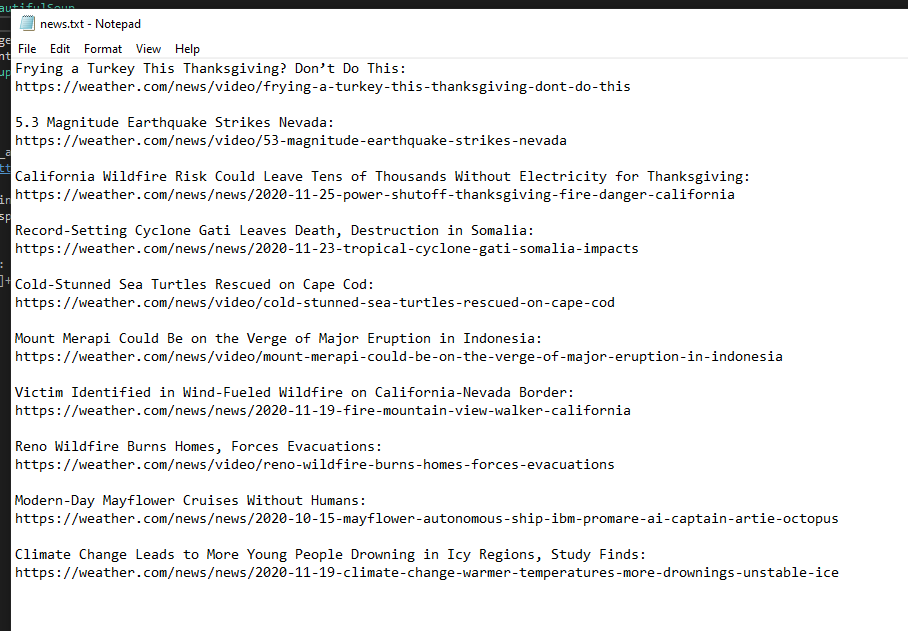 autifulSoup
news.txt - Notepad
File Edit Format View Help
Frying a Turkey This Thanksgiving? Don’t Do This:
https://weather.com/news/video/frying-a-turkey-this-thanksgiving-dont-do-this
5.3 Magnitude Earthquake Strikes Nevada:
https://weather.com/news/video/53-magnitude-earthquake-strikes-nevada
California Wildfire Risk Could Leave Tens of Thousands Without Electricity for Thanksgiving:
https://weather.com/news/news/2020-11-25-power-shutoff-thanksgiving-fire-danger-california
Record-Setting Cyclone Gati Leaves Death, Destruction in Somalia:
https://weather.com/news/news/2020-11-23-tropical-cyclone-gati-somalia-impacts
Cold-Stunned Sea Turtles Rescued on Cape Cod:
https://weather.com/news/video/cold-stunned-sea-turtles-rescued-on-cape-cod
Mount Merapi Could Be on the Verge of Major Eruption in Indonesia:
https://weather.com/news/video/mount-merapi-could-be-on-the-verge-of-major-eruption-in-indonesia
Victim Identified in Wind-Fueled Wildfire on California-Nevada Border:
https://weather.com/news/news/2020-11-19-fire-mountain-view-walker-california
Reno Wildfire Burns Homes, Forces Evacuations:
https://weather.com/news/video/reno-wildfire-burns-homes-forces-evacuations
Modern-Day Mayflower Cruises Without Humans:
https://weather.com/news/news/2020-10-15-mayflower-autonomous-ship-ibm-promare-ai-captain-artie-octopus
Climate Change Leads to More Young People Drowning in Icy Regions, Study Finds:
https://weather.com/news/news/2020-11-19-climate-change-warmer-temperatures-more-drownings-unstable-ice